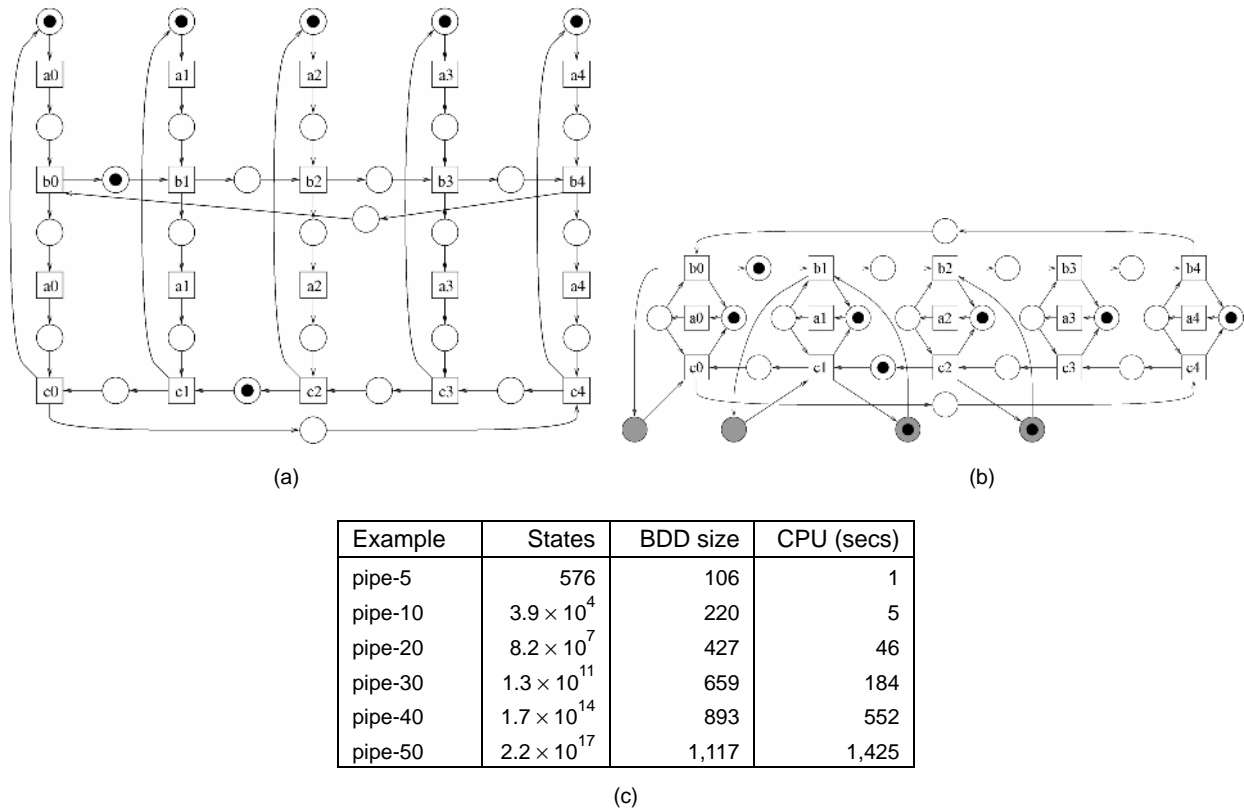 a0 a1 a2 a3 a4
b0 b1 b2 b3 b4
a0 a1 a2 a3 a4
c0 c1 c2 c3 c4
(a)
b0 b1 b2 b3 b4
a0 a1 a2 a3 a4
c0 c1 c2 c3 c4
(b)
Example States BDD size CPU (secs)
pipe-5 576 106 1
pipe-10 3.9 × 10^4 220 5
pipe-20 8.2 × 10^7 427 46
pipe-30 1.3 × 10^11 659 184
pipe-40 1.7 × 10^14 893 552
pipe-50 2.2 × 10^17 1,117 1,425
(c)